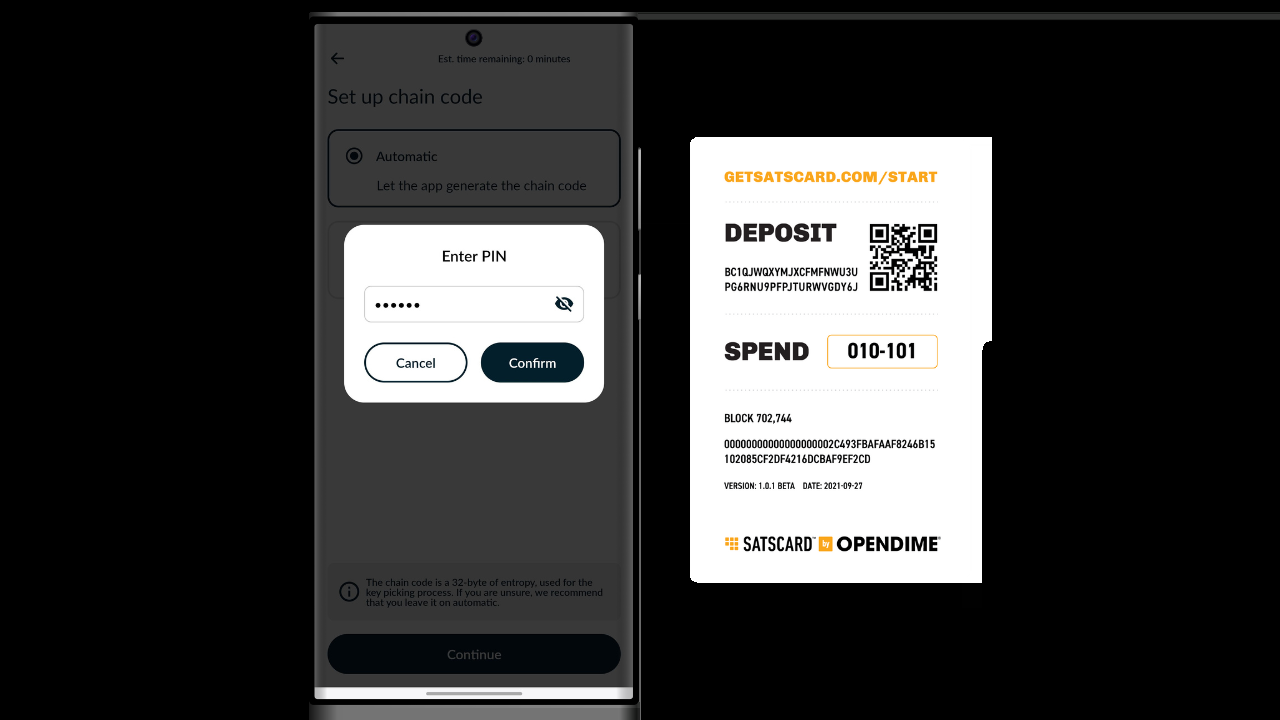 Est. time remaining: 0 minutes
Set up chain code
Automatic
Let the app generate the chain code
Enter PIN
••••••
Cancel
Confirm
The chain code is a 32-byte of entropy, used for the
key picking process. If you are unsure, we recommend
that you leave it on automatic.
Continue
GETSATSCARD.COM/START
DEPOSIT
BC1QJWQXYMJXCFMFNWU3U
PG6RNU9PFPJTURWVGDY6J
SPEND
010-101
BLOCK 702,744
00000000000000000002C493FBAFAAF8246B15
102085CF2DF4216DCBAF9EF2CD
VERSION: 1.0.1 BETA DATE: 2021-09-27
SATSCARD™ by OPENDIME®